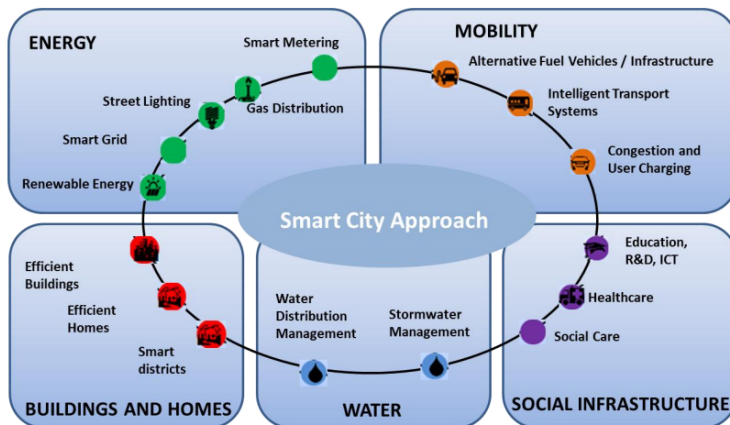 ENERGY
Smart Metering
Street Lighting
Gas Distribution
Smart Grid
Renewable Energy
MOBILITY
Alternative Fuel Vehicles / Infrastructure
Intelligent Transport
Systems
Congestion and
User Charging
Smart City Approach
Efficient
Buildings
Efficient
Homes
Smart
districts
BUILDINGS AND HOMES
Water
Distribution
Management
Stormwater
Management
WATER
Education,
R&D, ICT
Healthcare
Social Care
SOCIAL INFRASTRUCTURE